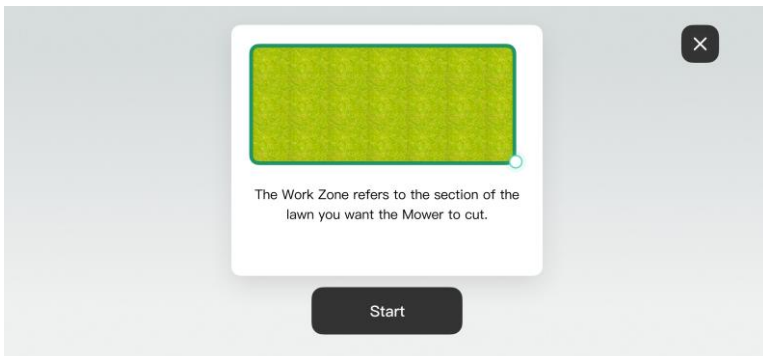 The Work Zone refers to the section of the
lawn you want the Mower to cut.
Start